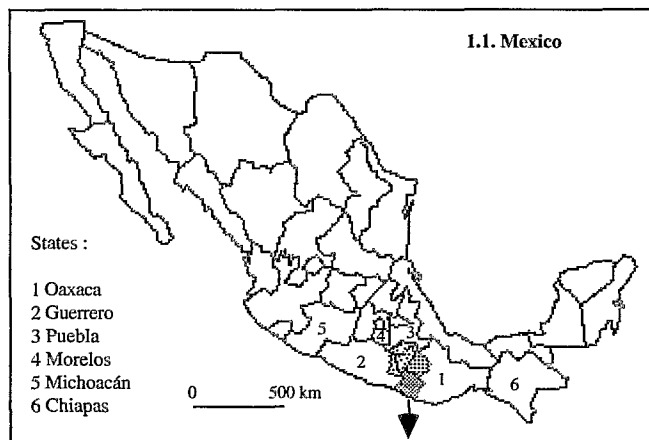 1.1. Mexico
States :
1 Oaxaca
2 Guerrero
3 Puebla
4 Morelos
5 Michoacán
6 Chiapas
0 500 km
5
4
3
2
1
6